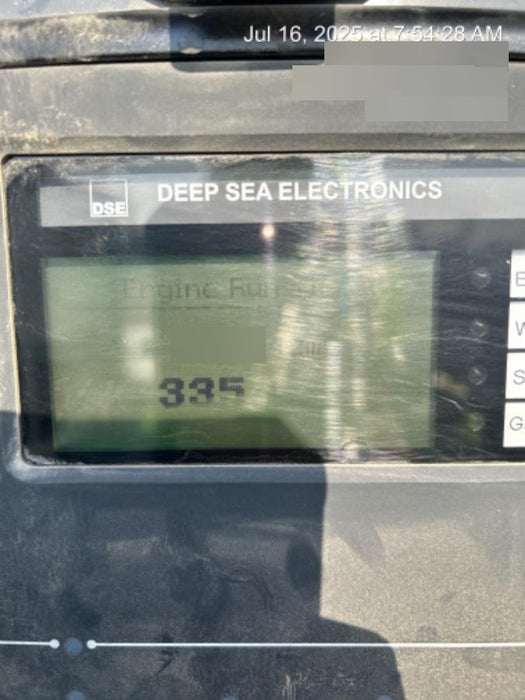 Jul 16, 2025 at 7:54:28 AM
DSE
DEEP SEA ELECTRONICS
Engine Run
335
E
W
S
G